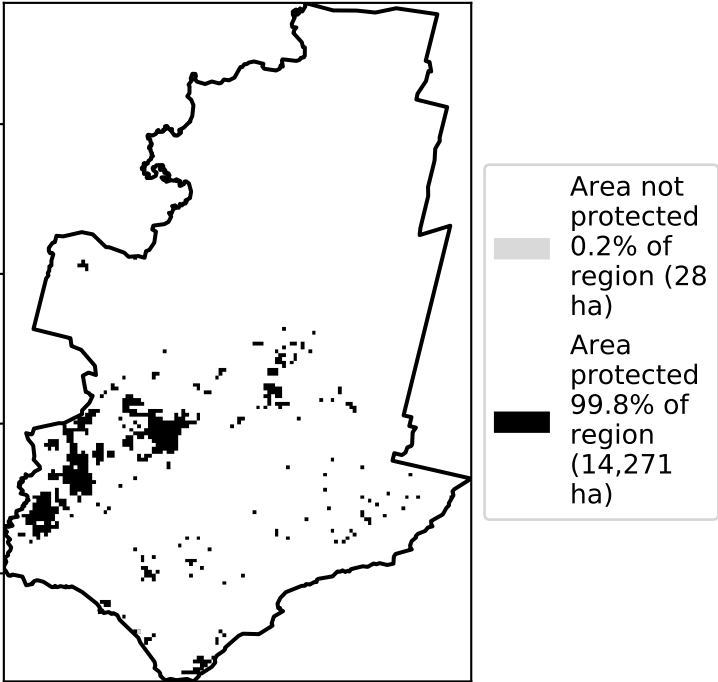 Area not
protected
0.2% of
region (28
ha)
Area
protected
99.8% of
region
(14,271
ha)